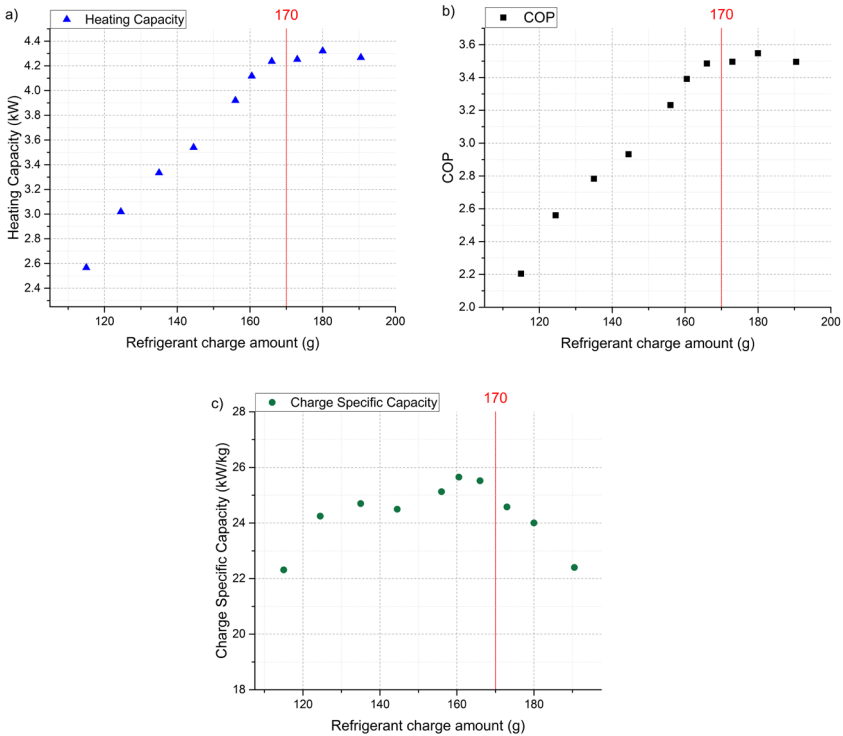 a)
Heating Capacity
170
4.4
4.2
4.0
3.8
3.6
3.4
3.2
3.0
2.8
2.6
2.4
Heating Capacity (kW)
120 140 160 180 200
Refrigerant charge amount (g)
b)
COP
170
3.6
3.4
3.2
3.0
2.8
2.6
2.4
2.2
2.0
COP
120 140 160 180 200
Refrigerant charge amount (g)
c)
Charge Specific Capacity
170
28
26
24
22
20
18
Charge Specific Capacity (kW/kg)
120 140 160 180
Refrigerant charge amount (g)